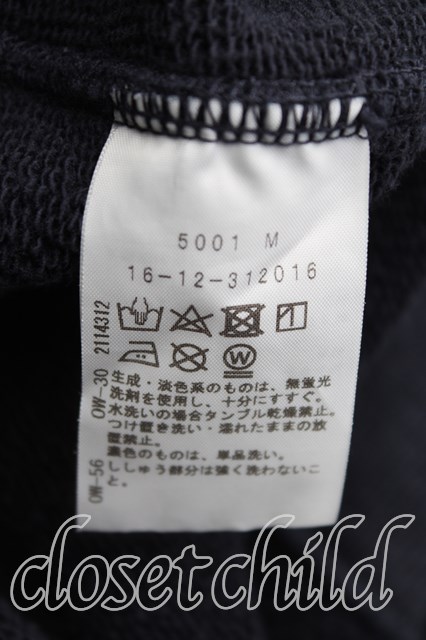 5001 M
16-12-312016
生成・淡色系のものは、無蛍光
洗剤を使用し、十分にすすぐ。
水洗いの場合タンブル乾燥禁止。
つけ置き洗い・濡れたままの放
置禁止。
濃色のものは、単品洗い。
ししゅう部分は強く洗わないこ
と。
OW-56 OW-30 2114312
closet child